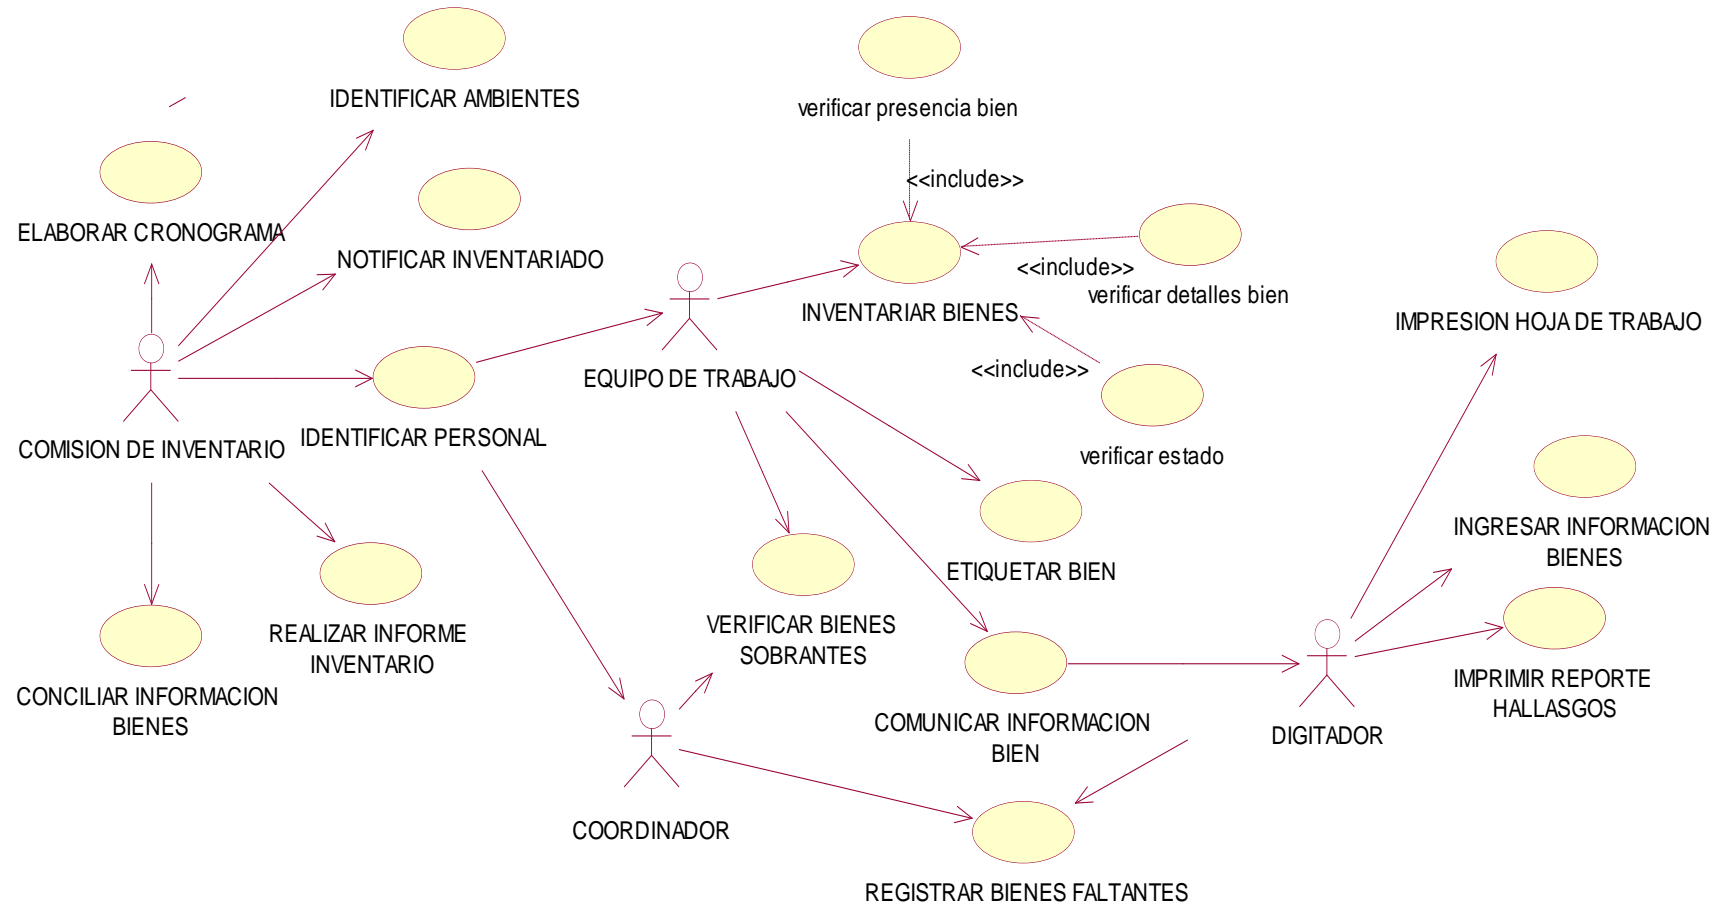 IDENTIFICAR AMBIENTES
verificar presencia bien
<<include>>
ELABORAR CRONOGRAMA
NOTIFICAR INVENTARIADO
<<include>>
verificar detalles bien
INVENTARIAR BIENES
IMPRESION HOJA DE TRABAJO
<<include>>
EQUIPO DE TRABAJO
COMISION DE INVENTARIO
IDENTIFICAR PERSONAL
verificar estado
INGRESAR INFORMACION
BIENES
ETIQUETAR BIEN
REALIZAR INFORME
INVENTARIO
VERIFICAR BIENES
SOBRANTES
CONCILIAR INFORMACION
BIENES
IMPRIMIR REPORTE
HALLASGOS
COMUNICAR INFORMACION
BIEN
DIGITADOR
COORDINADOR
REGISTRAR BIENES FALTANTES